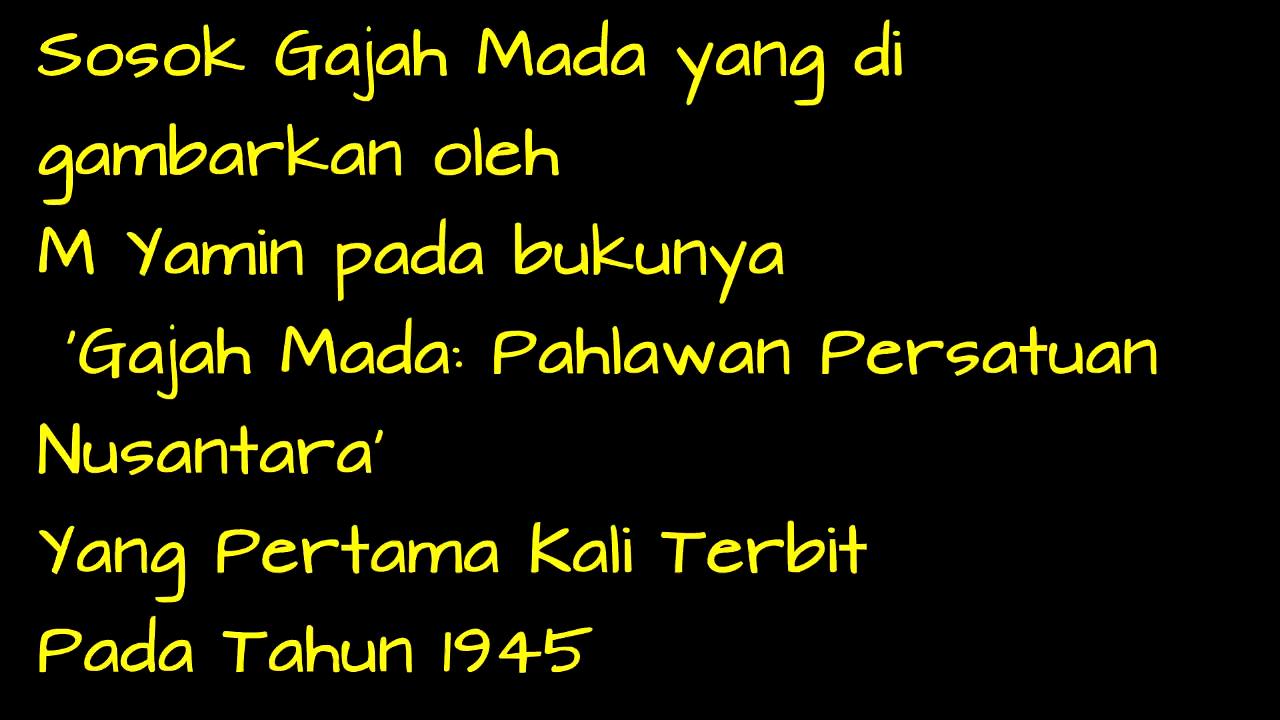 Sosok Gajah Mada yang di
gambarkan oleh
M Yamin pada bukunya
'Gajah Mada: Pahlawan Persatuan
Nusantara'
Yang Pertama Kali Terbit
Pada Tahun 1945